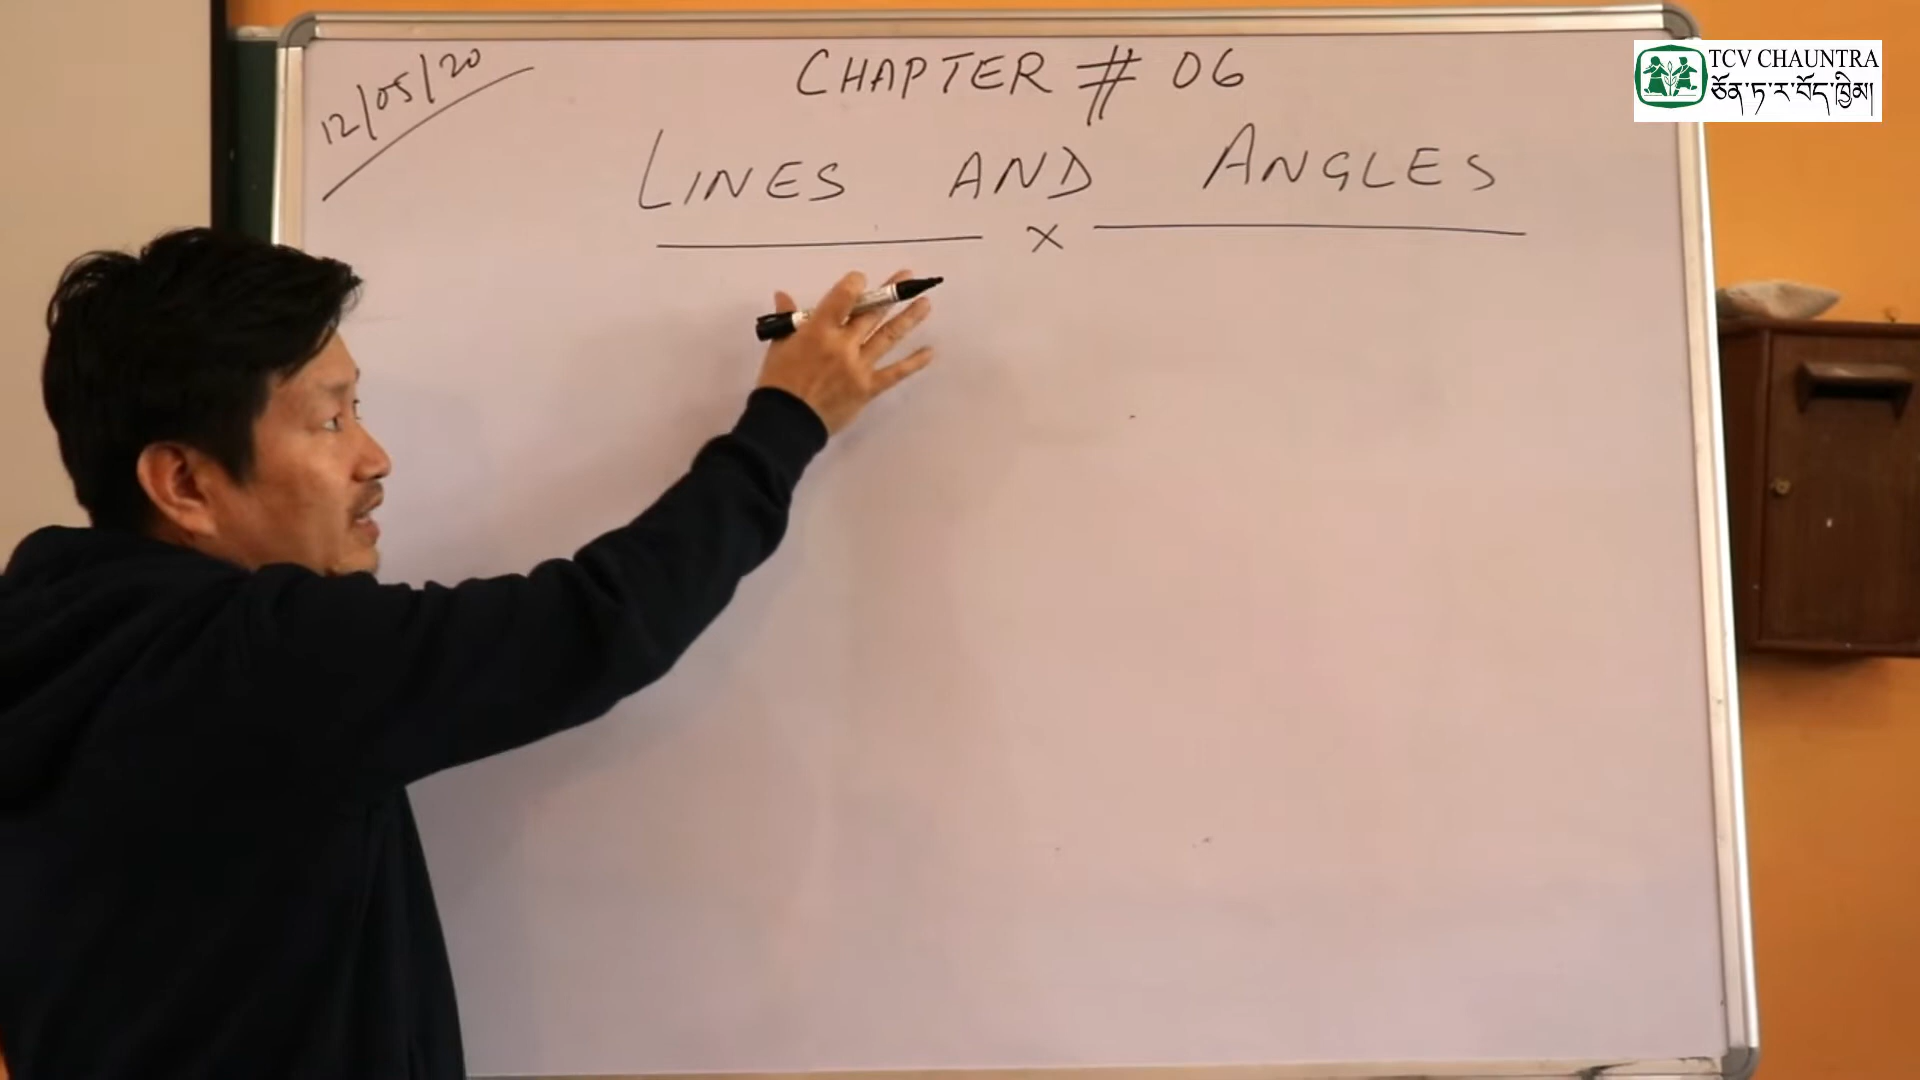 12/05/20
CHAPTER # 06
LINES AND ANGLES
x
TCV CHAUNTRA
ཅོན་ཏ་ར་བོད་ཁྱིམ།